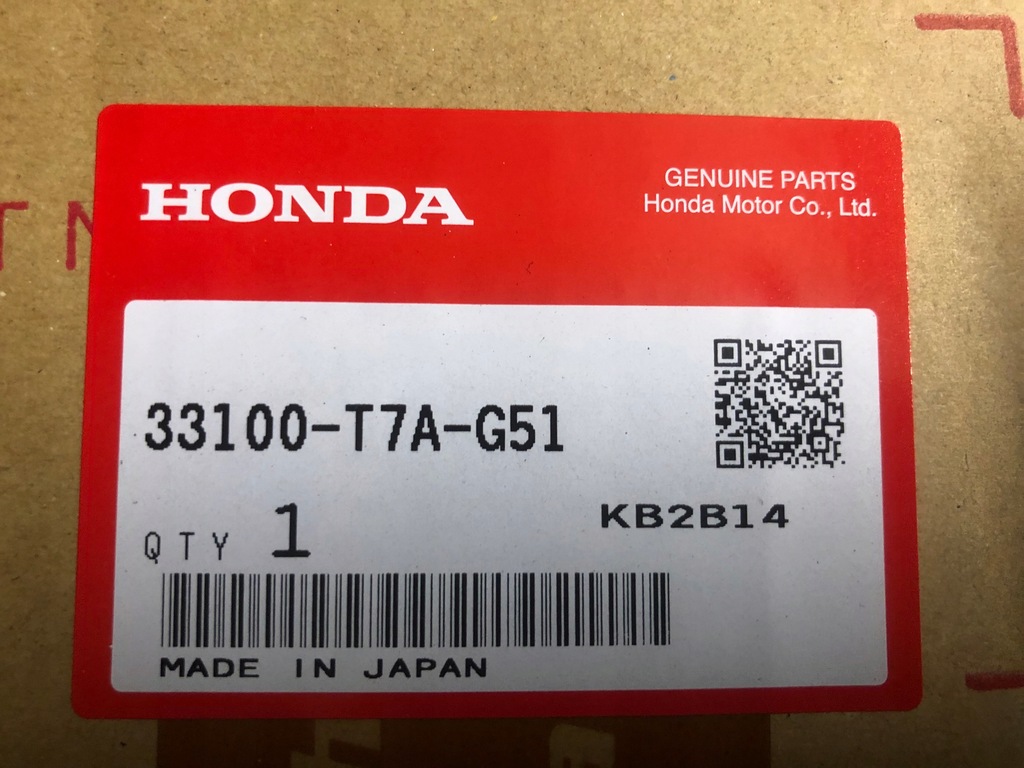 HONDA
GENUINE PARTS
Honda Motor Co., Ltd.
33100-T7A-G51
QTY 1
KB2B14
MADE IN JAPAN